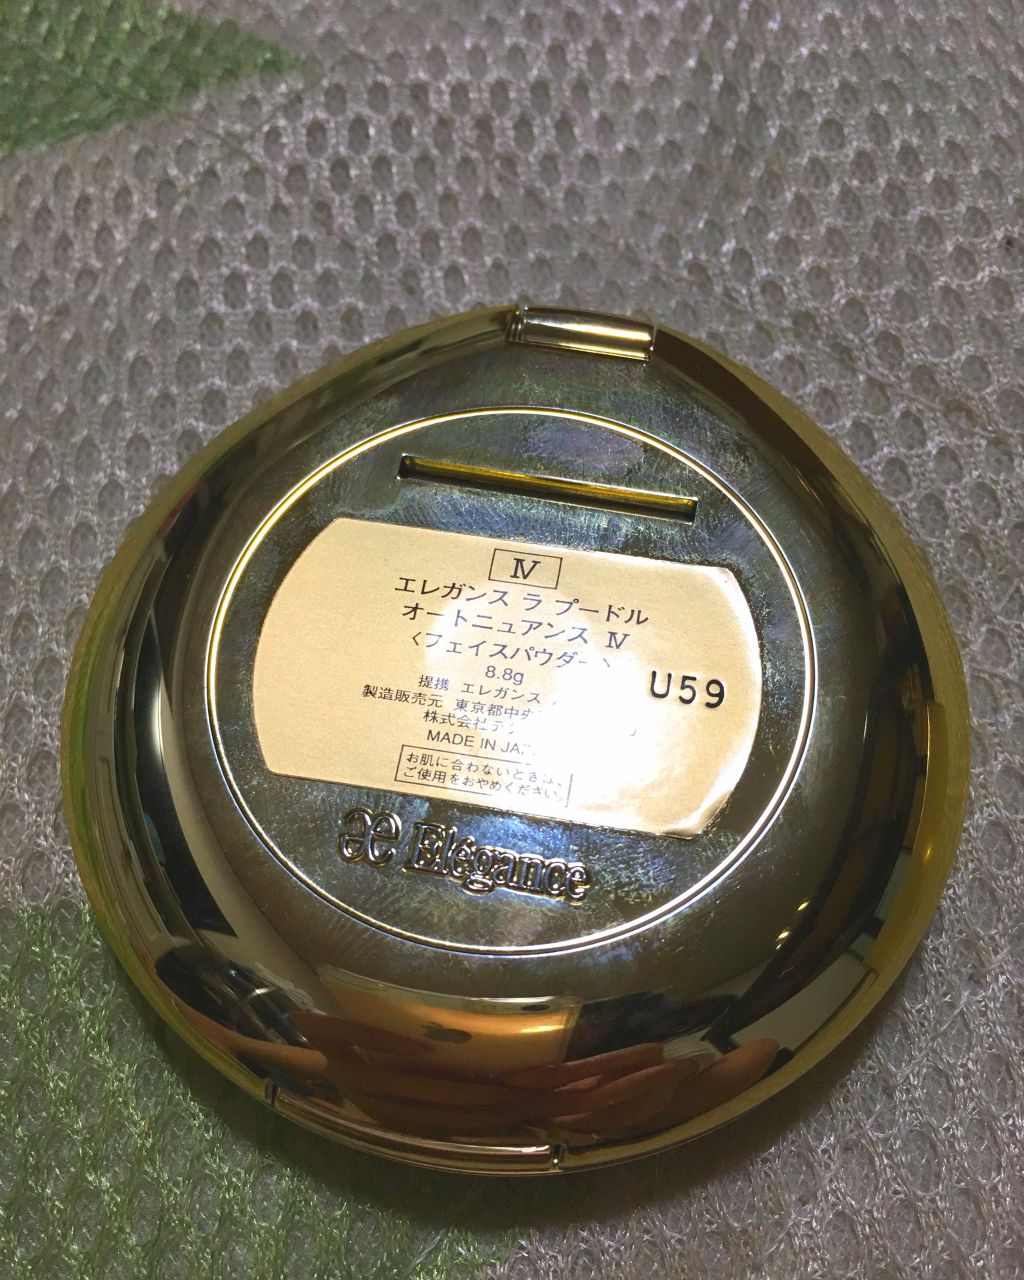 IV
エレガンス ラ プードル
オートニュアンス IV
<フェイスパウダー>
8.8g
U59
提携 エレガンス
製造販売元 東京都中央
株式会社
MADE IN
お肌に合わないときは、
ご使用をおやめください。
æ Elégance